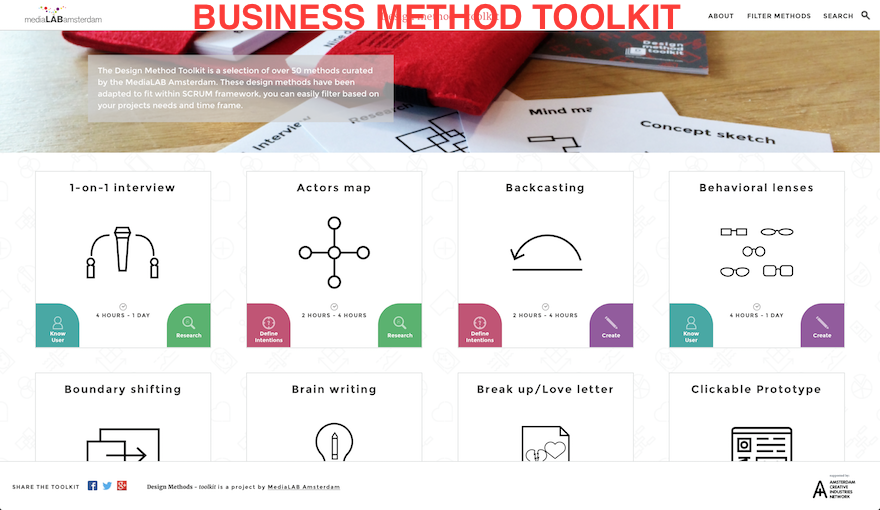 mediaLABamsterdam
BUSINESS METHOD TOOLKIT
ABOUT FILTER METHODS SEARCH
Design method toolkit
The Design Method Toolkit is a selection of over 50 methods curated
by the MediaLAB Amsterdam. These design methods have been
adapted to fit within SCRUM framework, you can easily filter based on
your projects needs and time frame.
Interview
Mind ma
Concept sketch
1-on-1 interview
Actors map
Backcasting
Behavioral lenses
4 HOURS - 1 DAY
2 HOURS - 4 HOURS
2 HOURS - 4 HOURS
4 HOURS - 1 DAY
Know
User
Research
Define
Intentions
Research
Define
Intentions
Create
Know
User
Create
Boundary shifting
Brain writing
Break up/Love letter
Clickable Prototype
SHARE THE TOOLKIT
Design Methods - toolkit is a project by MediaLAB Amsterdam
supported by
AMSTERDAM
CREATIVE
INDUSTRIES
NETWORK